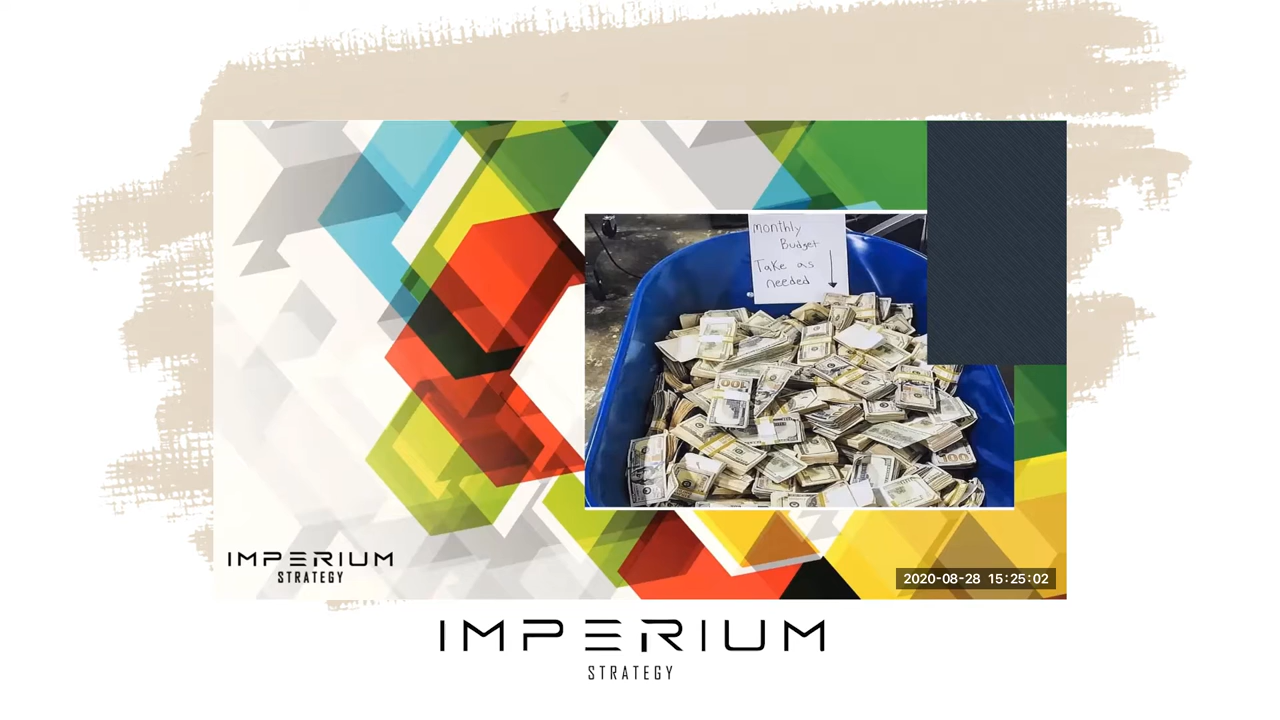 monthly
Budget
Take as
needed
IMPERIUM
STRATEGY
2020-08-28 15:25:02
IMPERIUM
STRATEGY